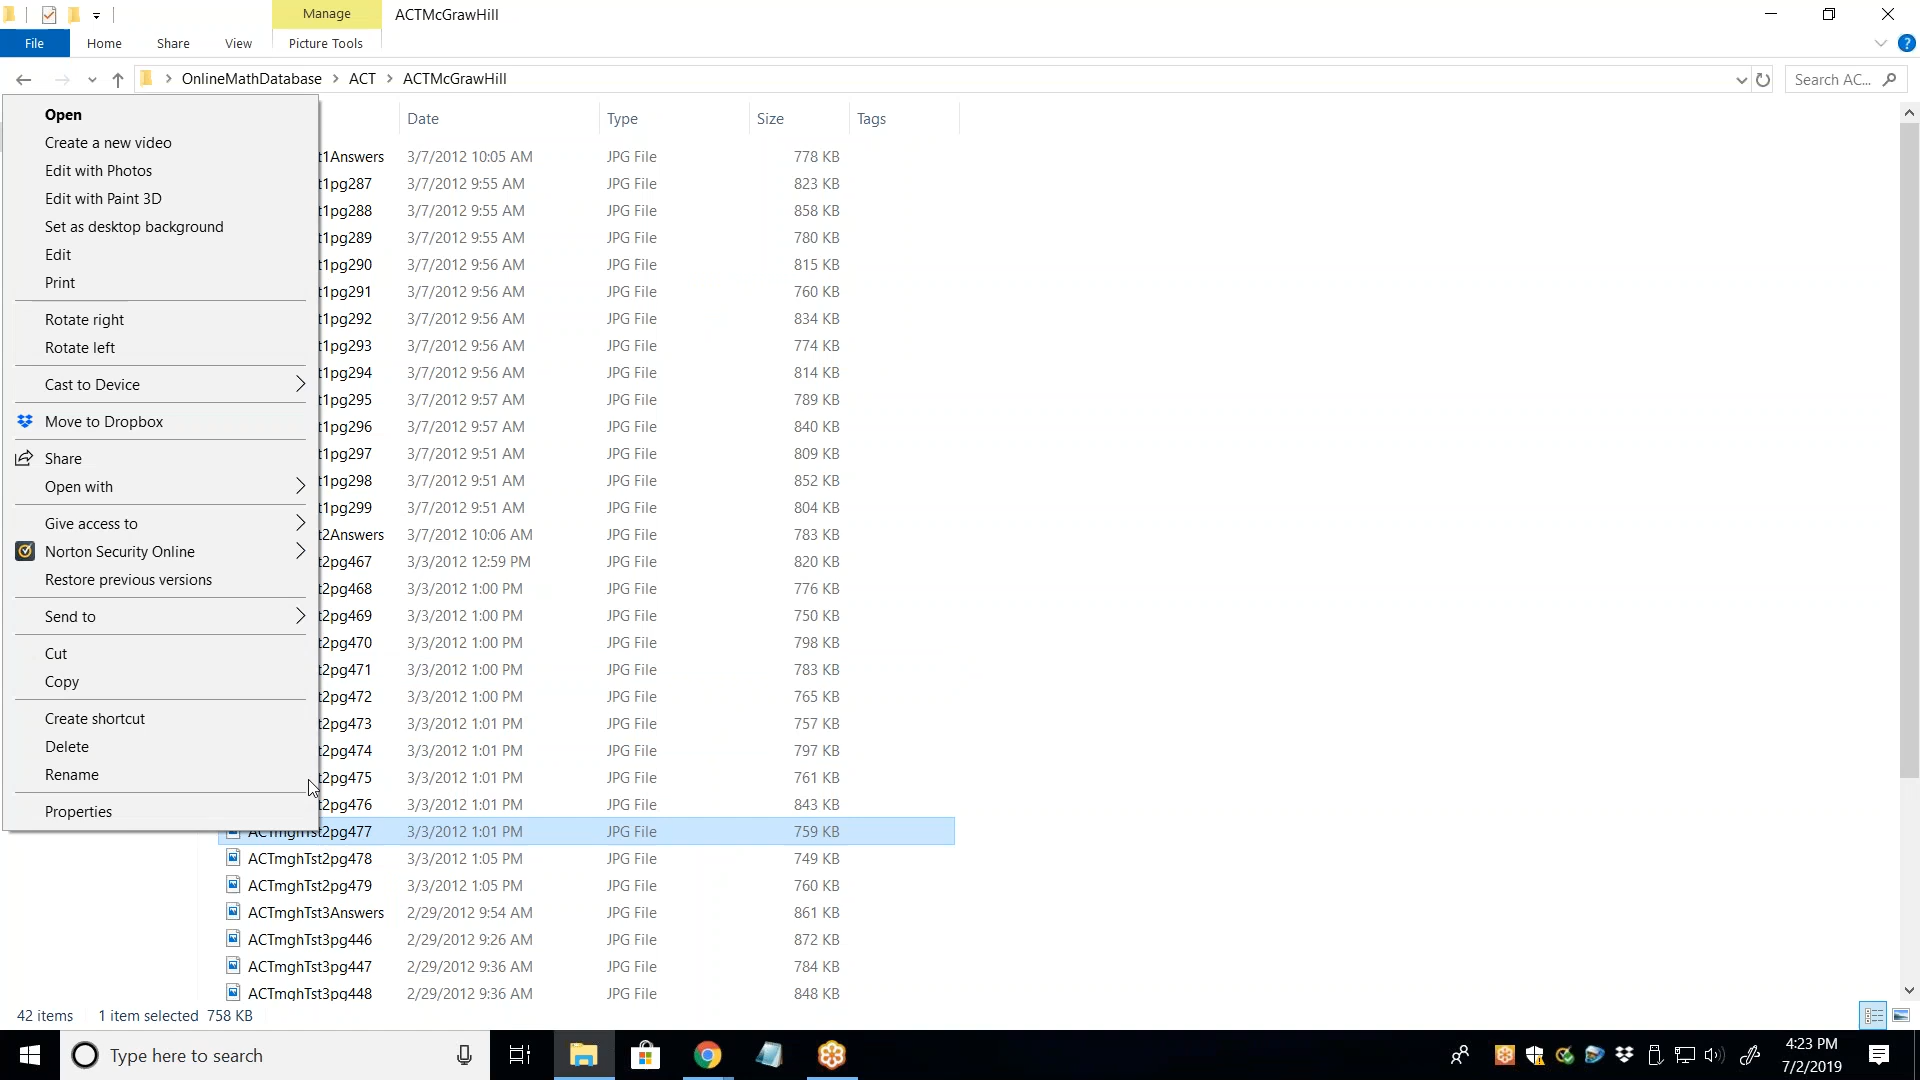 Manage
ACTMcGrawHill
File
Home
Share
View
Picture Tools
OnlineMathDatabase > ACT > ACTMcGrawHill
Search AC...
Date
Type
Size
Tags
Open
Create a new video
Edit with Photos
Edit with Paint 3D
Set as desktop background
Edit
Print
Rotate right
Rotate left
Cast to Device
Move to Dropbox
Share
Open with
Give access to
Norton Security Online
Restore previous versions
Send to
Cut
Copy
Create shortcut
Delete
Rename
Properties
t1Answers 3/7/2012 10:05 AM JPG File 778 KB
t1pg287 3/7/2012 9:55 AM JPG File 823 KB
t1pg288 3/7/2012 9:55 AM JPG File 858 KB
t1pg289 3/7/2012 9:55 AM JPG File 780 KB
t1pg290 3/7/2012 9:56 AM JPG File 815 KB
t1pg291 3/7/2012 9:56 AM JPG File 760 KB
t1pg292 3/7/2012 9:56 AM JPG File 834 KB
t1pg293 3/7/2012 9:56 AM JPG File 774 KB
t1pg294 3/7/2012 9:56 AM JPG File 814 KB
t1pg295 3/7/2012 9:57 AM JPG File 789 KB
t1pg296 3/7/2012 9:57 AM JPG File 840 KB
t1pg297 3/7/2012 9:51 AM JPG File 809 KB
t1pg298 3/7/2012 9:51 AM JPG File 852 KB
t1pg299 3/7/2012 9:51 AM JPG File 804 KB
t2Answers 3/7/2012 10:06 AM JPG File 783 KB
t2pg467 3/3/2012 12:59 PM JPG File 820 KB
t2pg468 3/3/2012 1:00 PM JPG File 776 KB
t2pg469 3/3/2012 1:00 PM JPG File 750 KB
t2pg470 3/3/2012 1:00 PM JPG File 798 KB
t2pg471 3/3/2012 1:00 PM JPG File 783 KB
t2pg472 3/3/2012 1:00 PM JPG File 765 KB
t2pg473 3/3/2012 1:01 PM JPG File 757 KB
t2pg474 3/3/2012 1:01 PM JPG File 797 KB
t2pg475 3/3/2012 1:01 PM JPG File 761 KB
t2pg476 3/3/2012 1:01 PM JPG File 843 KB
ACTmghTst2pg477 3/3/2012 1:01 PM JPG File 759 KB
ACTmghTst2pg478 3/3/2012 1:05 PM JPG File 749 KB
ACTmghTst2pg479 3/3/2012 1:05 PM JPG File 760 KB
ACTmghTst3Answers 2/29/2012 9:54 AM JPG File 861 KB
ACTmghTst3pg446 2/29/2012 9:26 AM JPG File 872 KB
ACTmghTst3pg447 2/29/2012 9:36 AM JPG File 784 KB
ACTmghTst3pg448 2/29/2012 9:36 AM JPG File 848 KB
42 items 1 item selected 758 KB
Type here to search
4:23 PM
7/2/2019